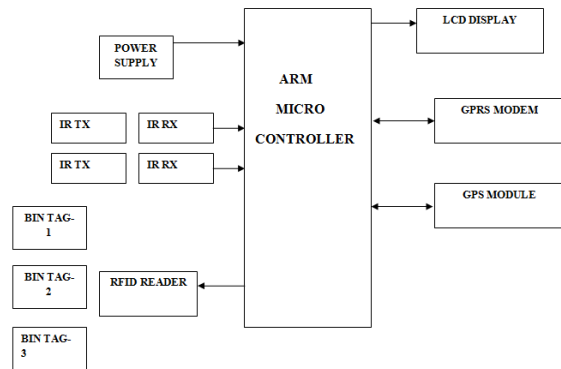 POWER
SUPPLY
IR TX
IR RX
IR TX
IR RX
BIN TAG-
1
BIN TAG-
2
BIN TAG-
3
RFID READER
ARM
MICRO
CONTROLLER
LCD DISPLAY
GPRS MODEM
GPS MODULE